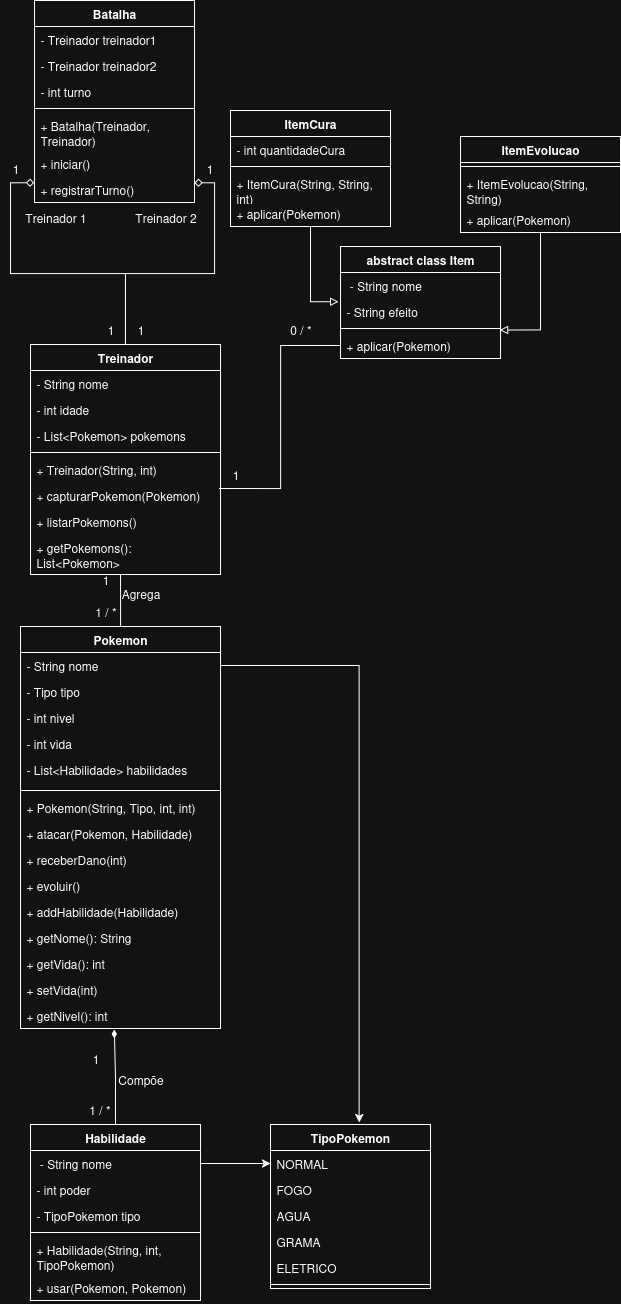 Batalha
- Treinador treinador1
- Treinador treinador2
- int turno
+ Batalha(Treinador,
Treinador)
+ iniciar()
+ registrarTurno()
1
1
Treinador 1
Treinador 2
ItemCura
- int quantidadeCura
+ ItemCura(String, String,
int)
+ aplicar(Pokemon)
ItemEvolucao
+ ItemEvolucao(String,
String)
+ aplicar(Pokemon)
abstract class Item
- String nome
- String efeito
+ aplicar(Pokemon)
0 / *
1
1
1
Treinador
- String nome
- int idade
- List<Pokemon> pokemons
+ Treinador(String, int)
+ capturarPokemon(Pokemon)
+ listarPokemons()
+ getPokemons():
List<Pokemon>
1
Agrega
1 / *
Pokemon
- String nome
- Tipo tipo
- int nivel
- int vida
- List<Habilidade> habilidades
+ Pokemon(String, Tipo, int, int)
+ atacar(Pokemon, Habilidade)
+ receberDano(int)
+ evoluir()
+ addHabilidade(Habilidade)
+ getNome(): String
+ getVida(): int
+ setVida(int)
+ getNivel(): int
1
Compõe
1 / *
Habilidade
- String nome
- int poder
- TipoPokemon tipo
+ Habilidade(String, int,
TipoPokemon)
+ usar(Pokemon, Pokemon)
TipoPokemon
NORMAL
FOGO
AGUA
GRAMA
ELETRICO